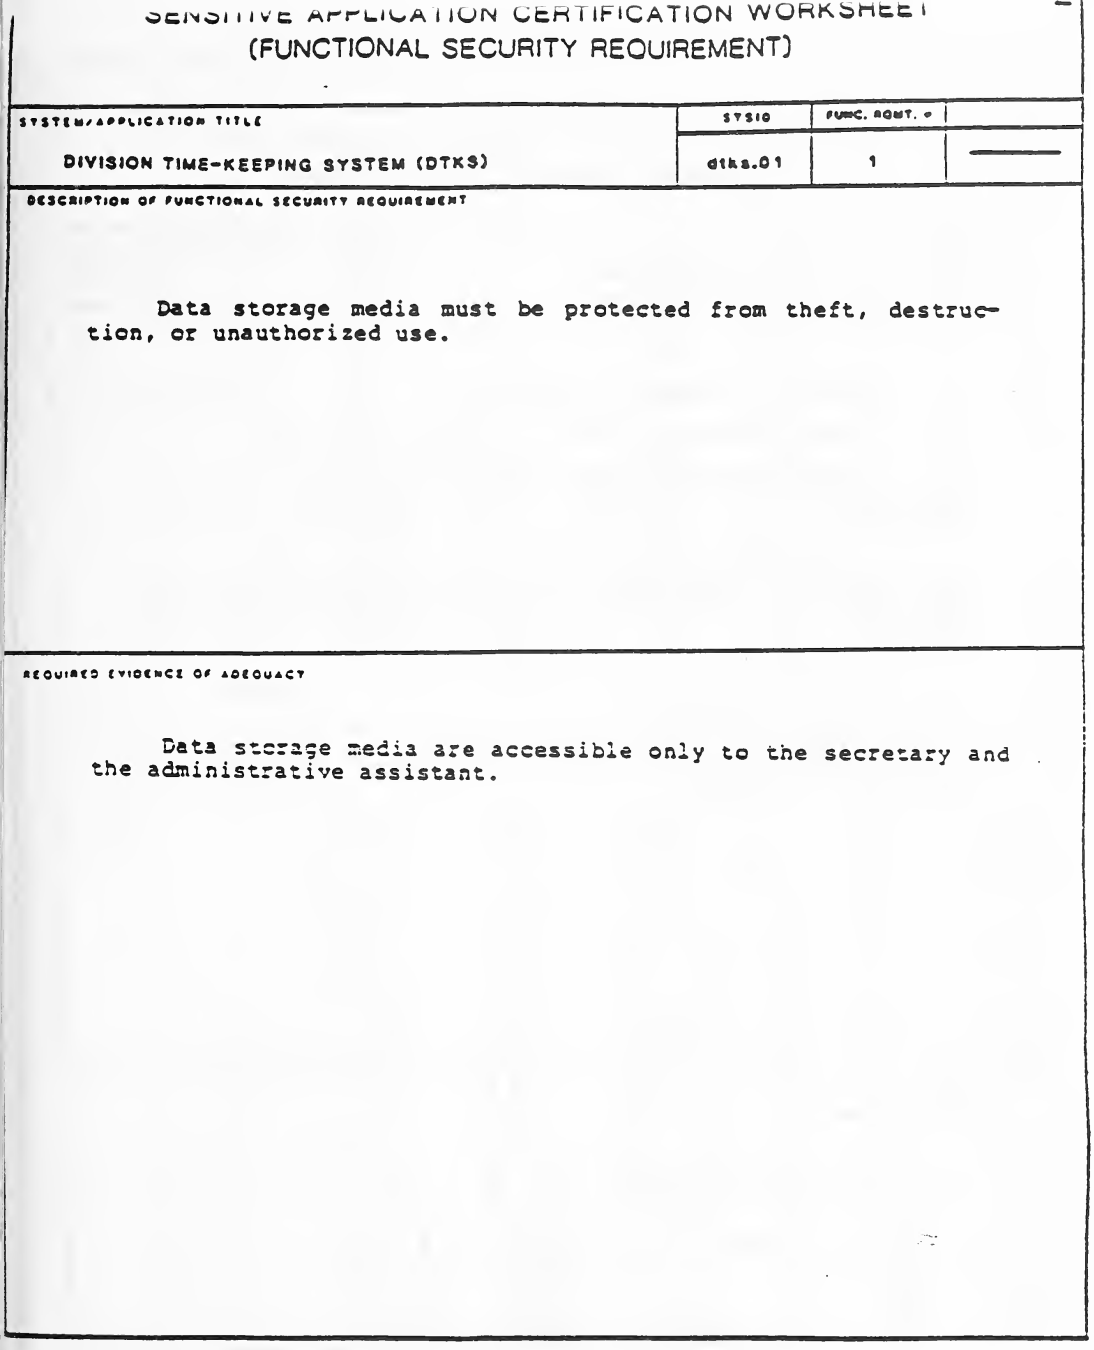 SENSITIVE APPLICATION CERTIFICATION WORKSHEET
(FUNCTIONAL SECURITY REQUIREMENT)
SYSTEM/APPLICATION TITLE
SYSID
FUNC. RQMT. #
DIVISION TIME-KEEPING SYSTEM (DTKS)
dtks.01
1
DESCRIPTION OF FUNCTIONAL SECURITY REQUIREMENT
Data storage media must be protected from theft, destruc-
tion, or unauthorized use.
REQUIRED EVIDENCE OF ADEQUACY
Data storage media are accessible only to the secretary and
the administrative assistant.